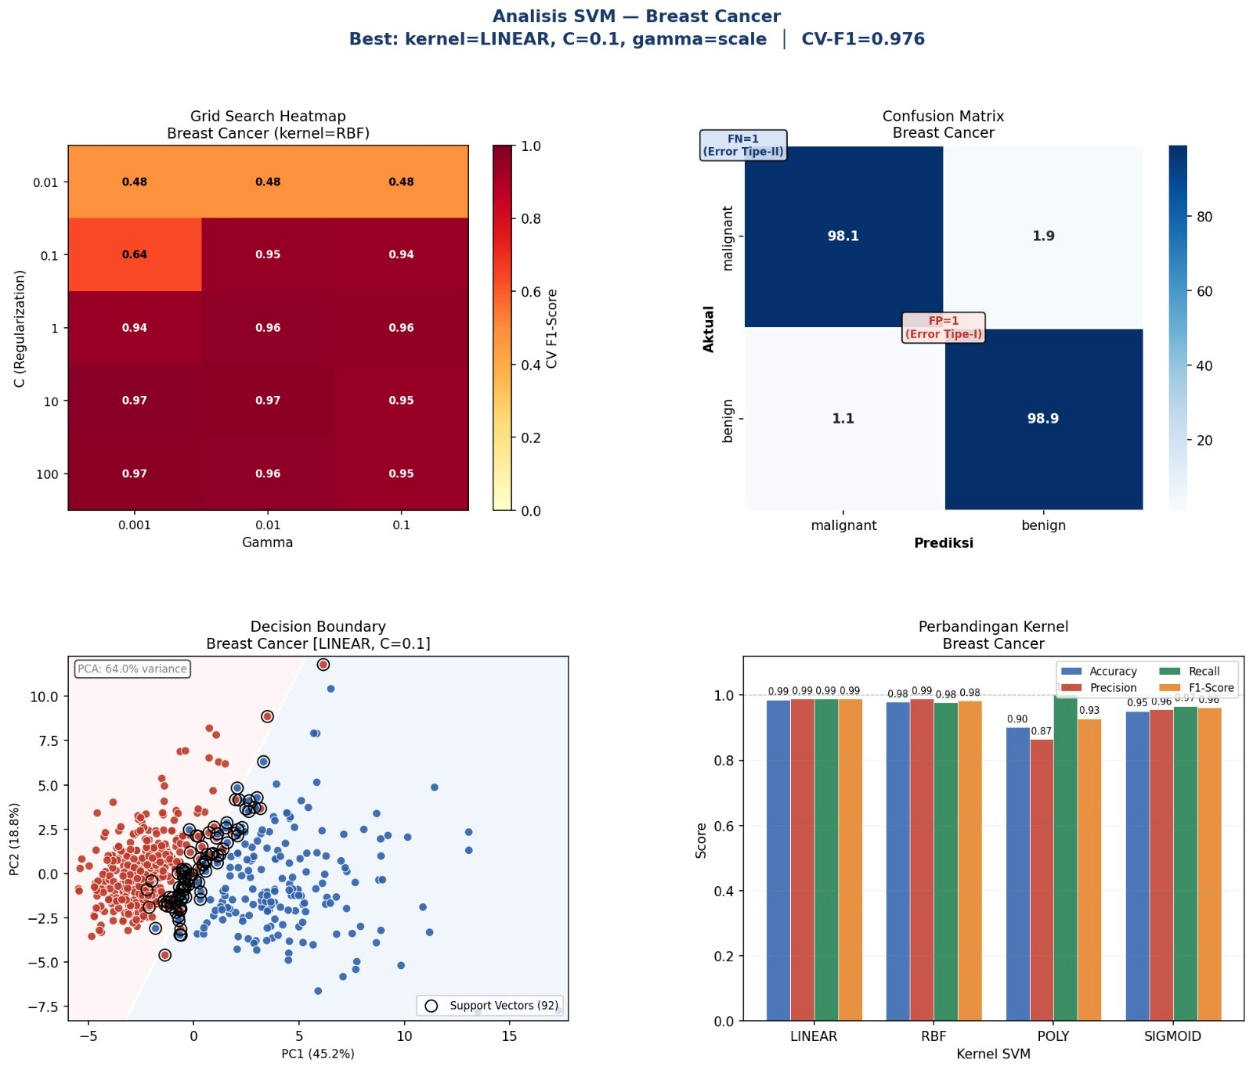 Analisis SVM — Breast Cancer
Best: kernel=LINEAR, C=0.1, gamma=scale │ CV-F1=0.976
Grid Search Heatmap
Breast Cancer (kernel=RBF)
C (Regularization)
0.01
0.1
1
10
100
0.48 0.48 0.48
0.64 0.95 0.94
0.94 0.96 0.96
0.97 0.97 0.95
0.97 0.96 0.95
0.001 0.01 0.1
Gamma
1.0
0.8
0.6
0.4
0.2
0.0
CV F1-Score
Confusion Matrix
Breast Cancer
FN=1
(Error Tipe-II)
Aktual
malignant
benign
98.1 1.9
FP=1
(Error Tipe-I)
1.1 98.9
malignant benign
Prediksi
80
60
40
20
Decision Boundary
Breast Cancer [LINEAR, C=0.1]
PCA: 64.0% variance
PC2 (18.8%)
10.0
7.5
5.0
2.5
0.0
−2.5
−5.0
−7.5
Support Vectors (92)
−5 0 5 10 15
PC1 (45.2%)
Perbandingan Kernel
Breast Cancer
Accuracy Recall
Precision F1-Score
Score
1.0
0.8
0.6
0.4
0.2
0.0
0.99 0.99 0.99 0.99
0.98 0.99 0.98 0.98
0.90 0.87 0.93
0.95 0.96 0.97 0.96
LINEAR RBF POLY SIGMOID
Kernel SVM